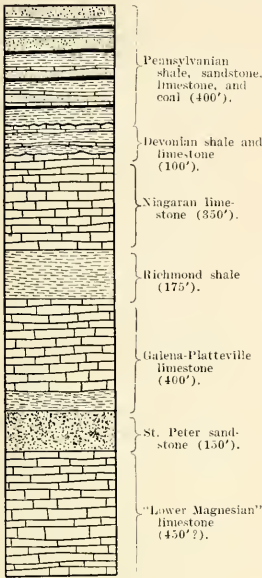 Pennsylvanian
shale, sandstone,
limestone, and
coal (400').
Devonian shale and
limestone
(100').
Niagaran lime-
stone (350').
Richmond shale
(175').
Galena-Platteville
limestone
(400').
St. Peter sand-
stone (150').
"Lower Magnesian"
limestone
(450'?).